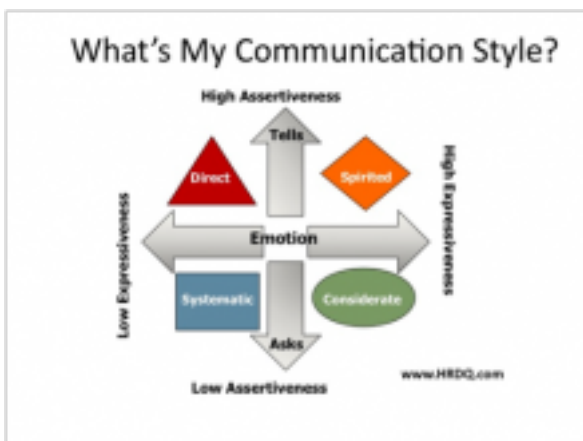 What's My Communication Style?
High Assertiveness
Tells
Direct
Spirited
Low Expressiveness
Emotion
High Expressiveness
Systematic
Considerate
Asks
www.HRDQ.com
Low Assertiveness